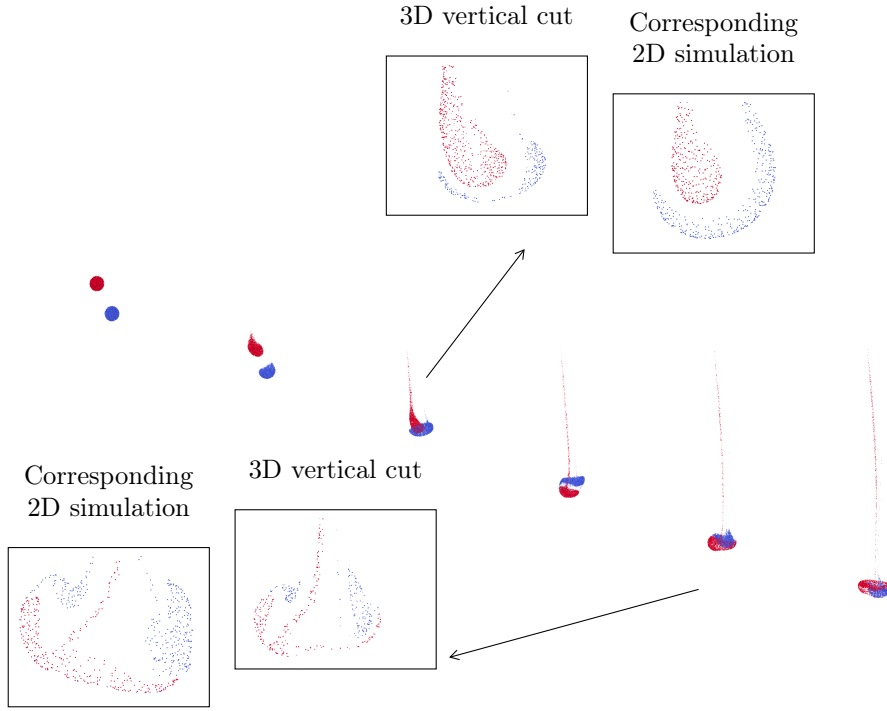 3D vertical cut
Corresponding
2D simulation
Corresponding
2D simulation
3D vertical cut